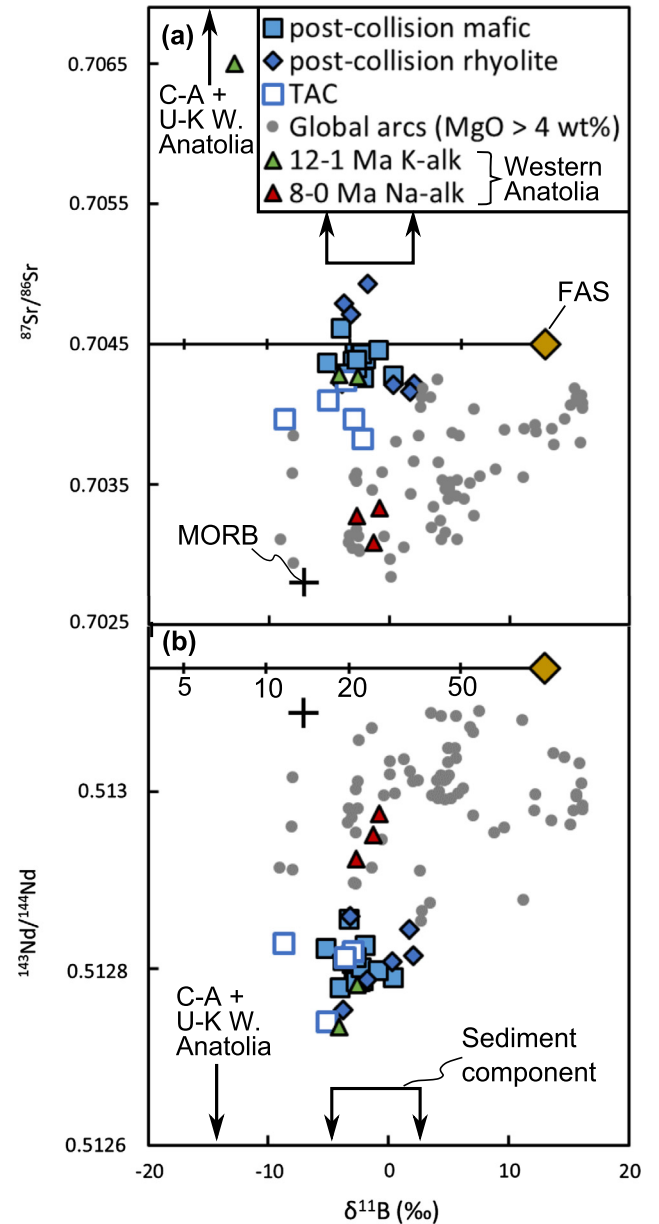 (a)
0.7065
C-A +
U-K W.
Anatolia
post-collision mafic
post-collision rhyolite
TAC
Global arcs (MgO > 4 wt%)
12-1 Ma K-alk
8-0 Ma Na-alk
Western
Anatolia
0.7055
⁸⁷Sr/⁸⁶Sr
FAS
0.7045
0.7035
MORB
0.7025
(b)
5 10 20 50
0.513
¹⁴³Nd/¹⁴⁴Nd
0.5128
C-A +
U-K W.
Anatolia
Sediment
component
0.5126
-20 -10 0 10 20
δ¹¹B (‰)